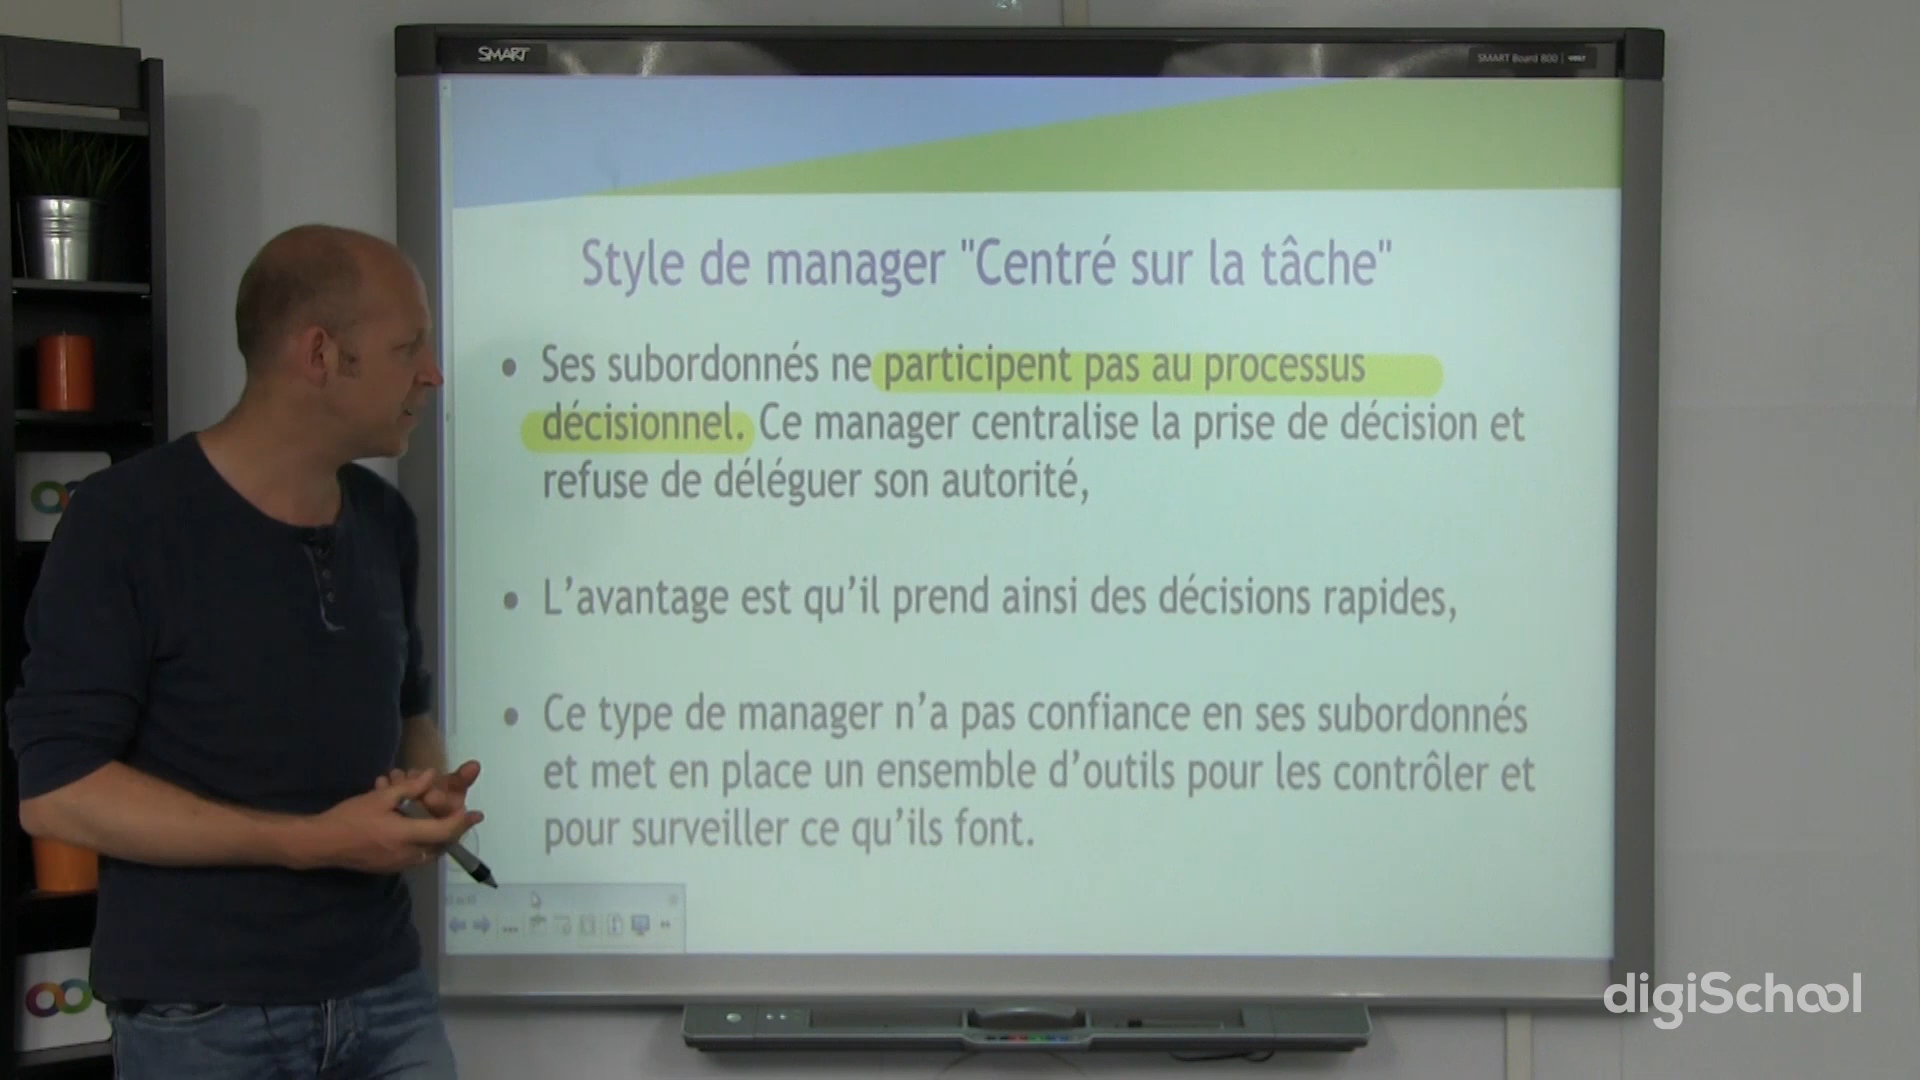 SMART
SMART Board 800
Style de manager "Centré sur la tâche"
• Ses subordonnés ne participent pas au processus
décisionnel. Ce manager centralise la prise de décision et
refuse de déléguer son autorité,
• L’avantage est qu’il prend ainsi des décisions rapides,
• Ce type de manager n’a pas confiance en ses subordonnés
et met en place un ensemble d’outils pour les contrôler et
pour surveiller ce qu’ils font.
digiSchool